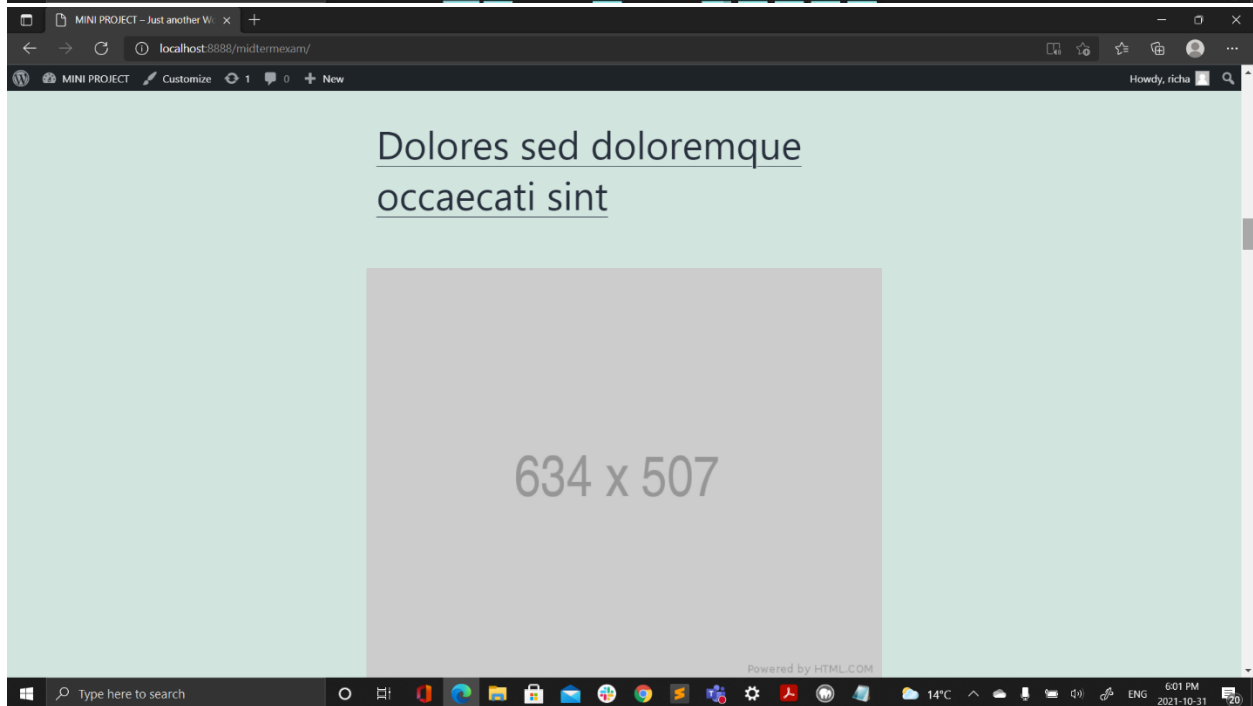 MINI PROJECT – Just another W
localhost:8888/midtermexam/
MINI PROJECT Customize 1 0 New Howdy, richa
Dolores sed doloremque
occaecati sint
634 x 507
Powered by HTML.COM
Type here to search 14°C ENG 6:01 PM
2021-10-31 20